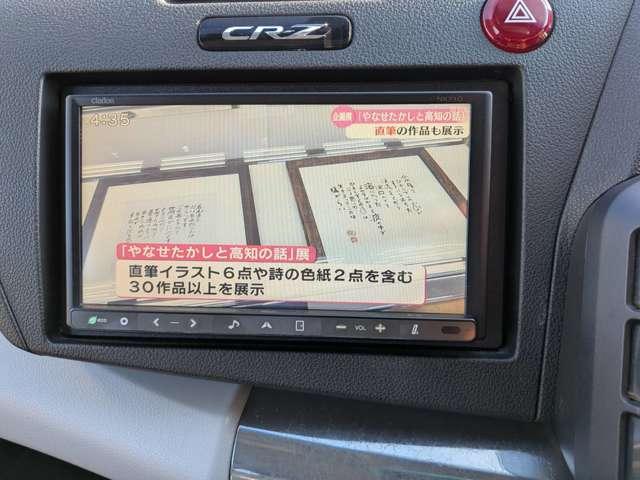 CR-Z
Clarion
NX710
4:35
企画展
「やなせたかしと高知の話」
直筆の作品も展示
「やなせたかしと高知の話」展
直筆イラスト6点や詩の色紙2点を含む
30作品以上を展示
eco
VOL